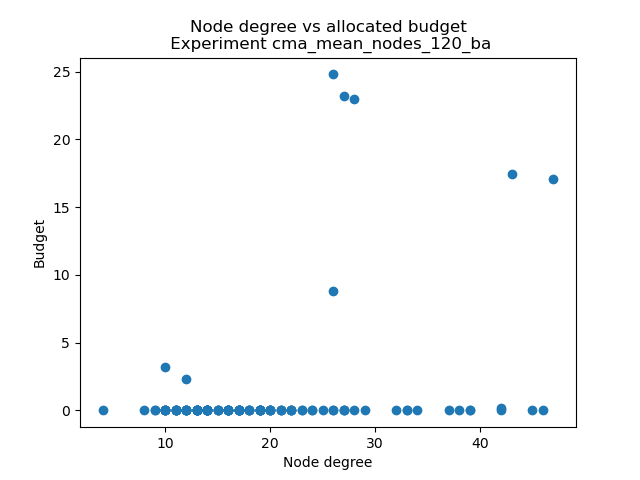 Node degree vs allocated budget
Experiment cma_mean_nodes_120_ba
25
20
15
10
5
0
Budget
10 20 30 40
Node degree